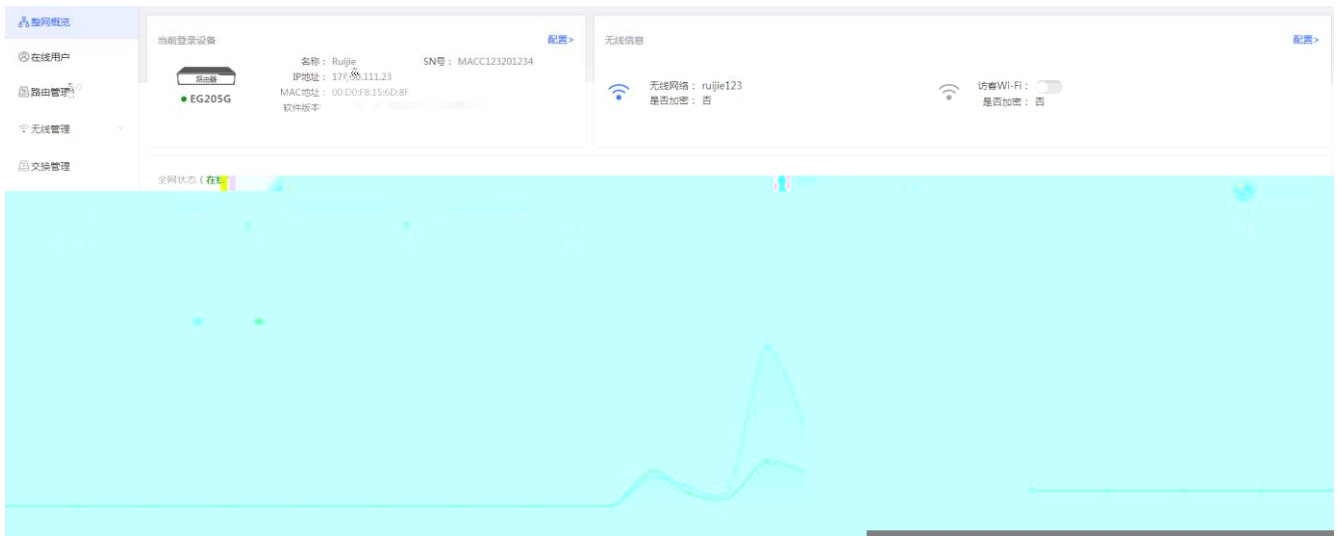 整网概览
在线用户
路由管理
无线管理
交换管理
当前登录设备
配置>
路由器
EG205G
名称： Ruijie
SN号： MACC123201234
IP地址：
MAC地址： 00:D0:F8:15:6D:8F
软件版本
无线信息
配置>
无线网络： ruijie123
是否加密： 否
访客Wi-Fi：
是否加密： 否
全网状态 ( 在线